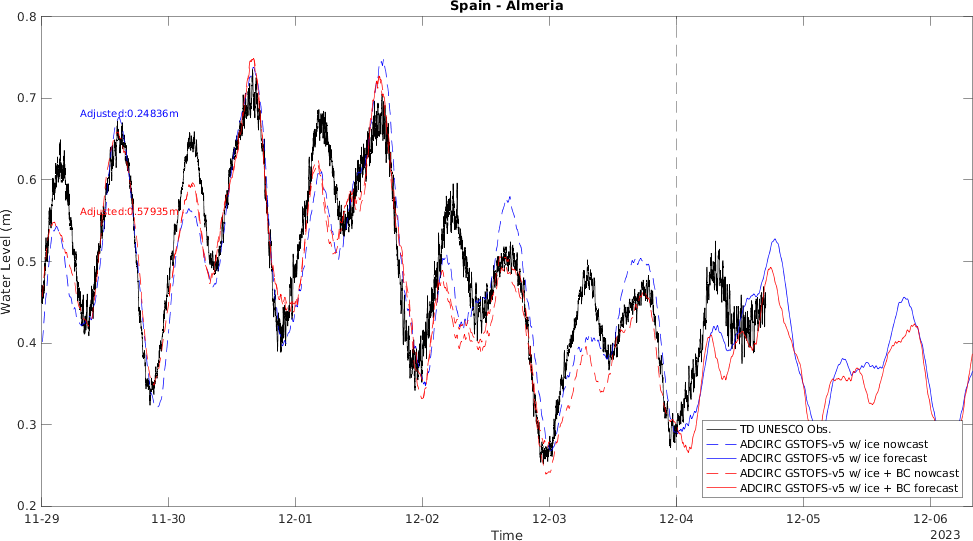 Spain - Almeria
0.8
0.7
0.6
0.5
0.4
0.3
0.2
Water Level (m)
Adjusted:0.24836m
Adjusted:0.57935m
TD UNESCO Obs.
ADCIRC GSTOFS-v5 w/ ice nowcast
ADCIRC GSTOFS-v5 w/ ice forecast
ADCIRC GSTOFS-v5 w/ ice + BC nowcast
ADCIRC GSTOFS-v5 w/ ice + BC forecast
11-29 11-30 12-01 12-02 12-03 12-04 12-05 12-06
Time
2023